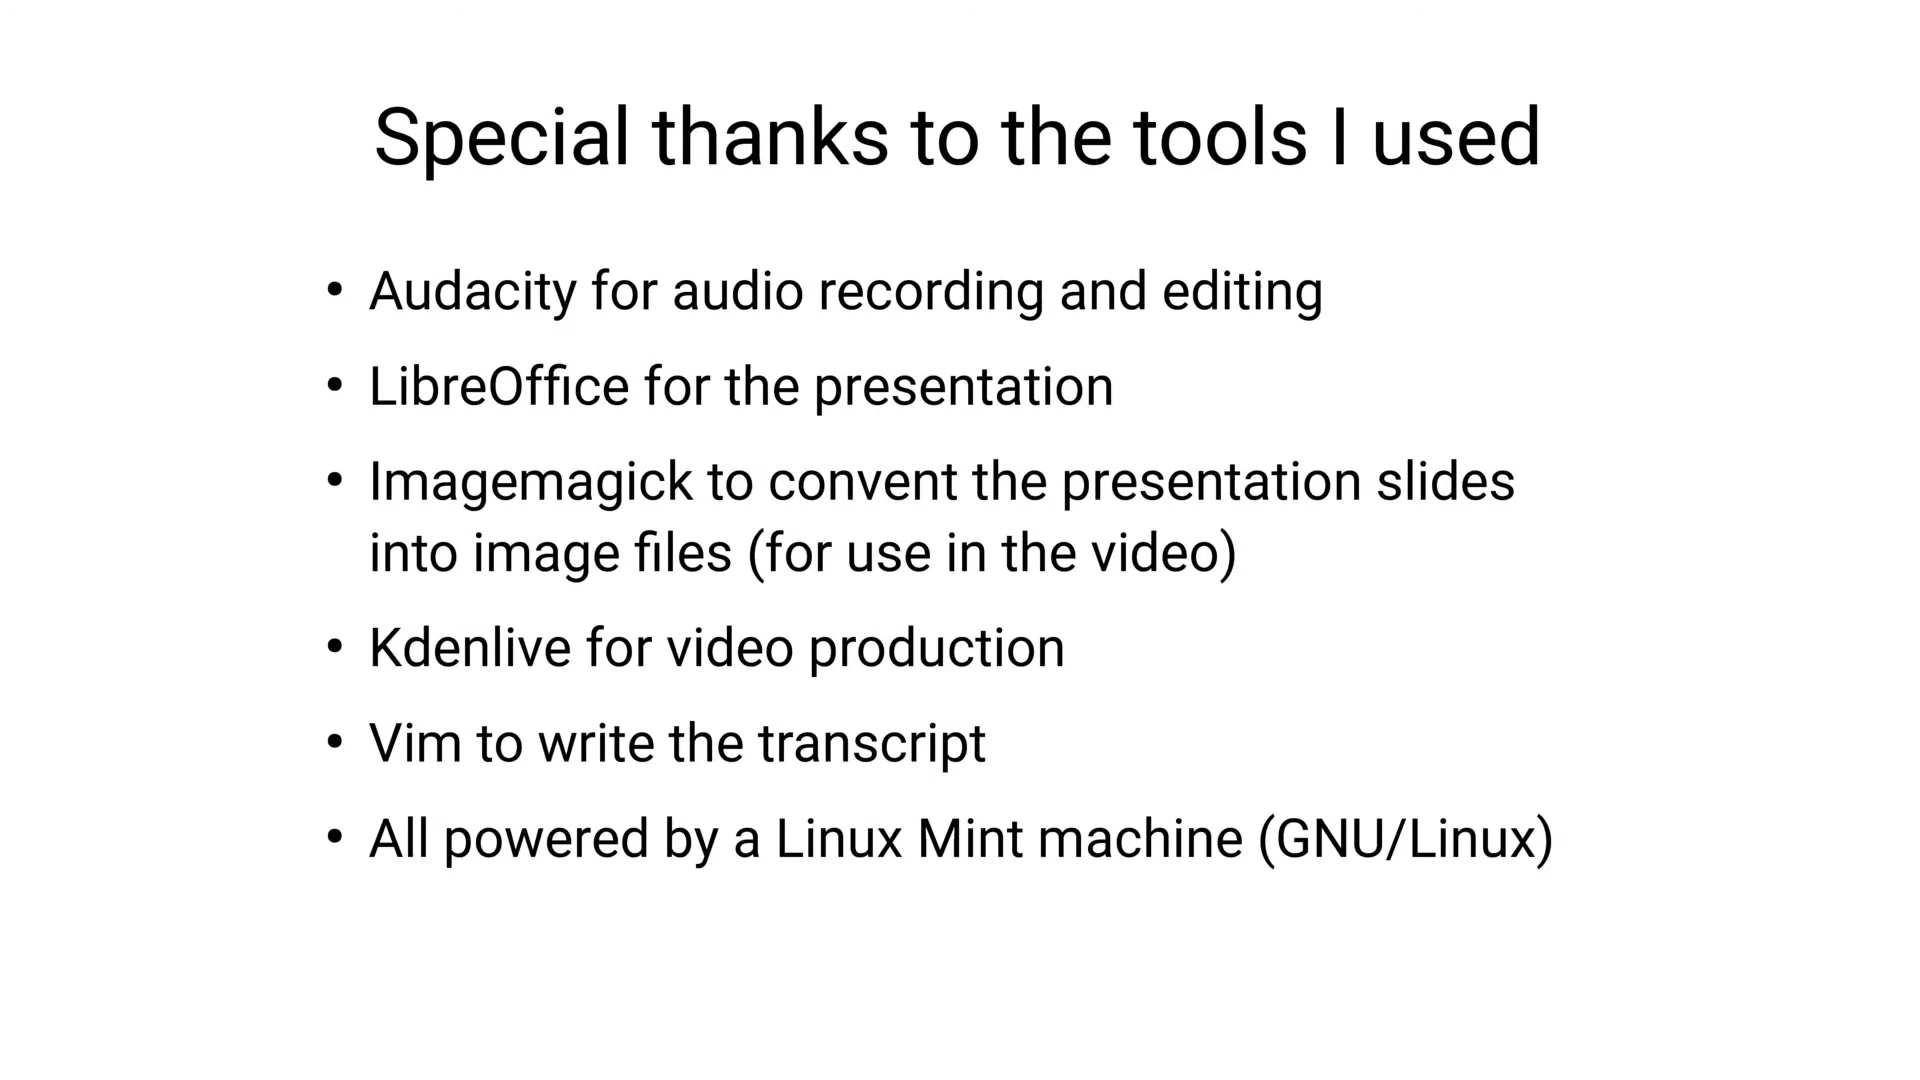 Special thanks to the tools I used
• Audacity for audio recording and editing
• LibreOffice for the presentation
• Imagemagick to convent the presentation slides
into image files (for use in the video)
• Kdenlive for video production
• Vim to write the transcript
• All powered by a Linux Mint machine (GNU/Linux)